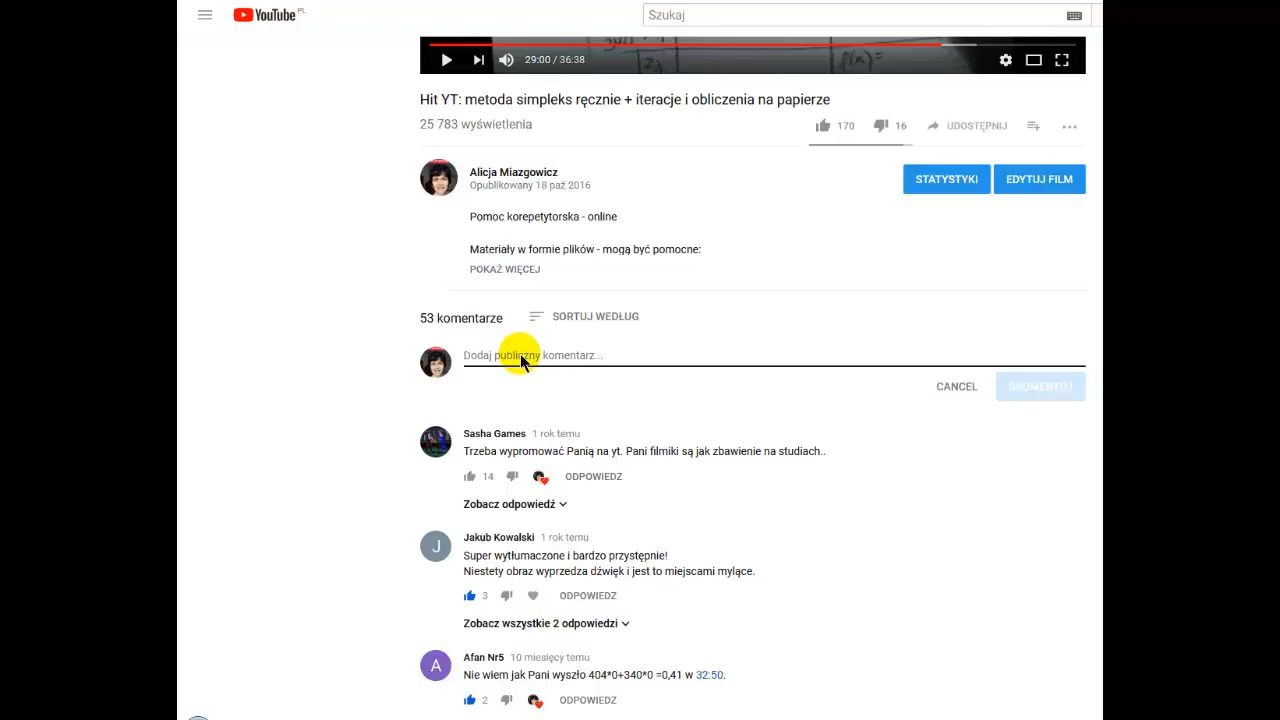 YouTube PL
Szukaj
29:00 / 36:38
Hit YT: metoda simpleks ręcznie + iteracje i obliczenia na papierze
25 783 wyświetlenia
170 16 UDOSTĘPNIJ
Alicja Miazgowicz
Opublikowany 18 paź 2016
STATYSTYKI EDYTUJ FILM
Pomoc korepetytorska - online
Materiały w formie plików - mogą być pomocne:
POKAŻ WIĘCEJ
53 komentarze SORTUJ WEDŁUG
Dodaj publiczny komentarz...
CANCEL SKOMENTUJ
Sasha Games 1 rok temu
Trzeba wypromować Panią na yt. Pani filmiki są jak zbawienie na studiach..
14 ODPOWIEDZ
Zobacz odpowiedź
J
Jakub Kowalski 1 rok temu
Super wytłumaczone i bardzo przystępnie!
Niestety obraz wyprzedza dźwięk i jest to miejscami mylące.
3 ODPOWIEDZ
Zobacz wszystkie 2 odpowiedzi
A
Afan Nr5 10 miesięcy temu
Nie wiem jak Pani wyszło 404*0+340*0 =0,41 w 32:50.
2 ODPOWIEDZ